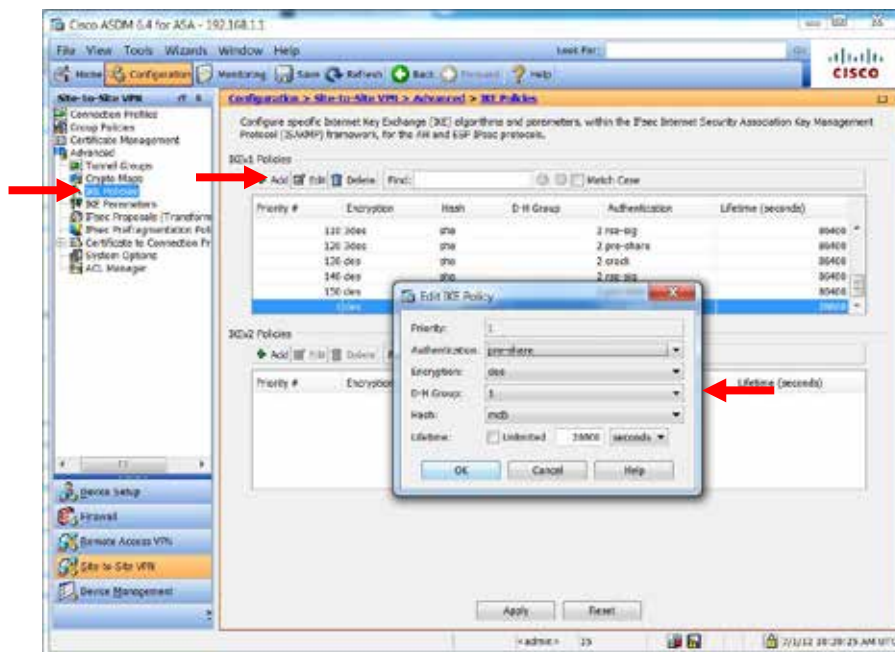 Cisco ASDM 6.4 for ASA - 192.168.1.1
File View Tools Wizards Window Help Look For:
Home Configuration Monitoring Save Refresh Back Forward Help
CISCO
Site-to-Site VPN
Connection Profiles
Group Policies
Certificate Management
Advanced
Tunnel Groups
Crypto Maps
IKE Policies
IKE Parameters
IPsec Proposals (Transform
IPsec Prefragmentation Poli
Certificate to Connection Pr
System Options
ACL Manager
Device Setup
Firewall
Remote Access VPN
Site-to-Site VPN
Device Management
Configuration > Site-to-Site VPN > Advanced > IKE Policies
Configure specific Internet Key Exchange (IKE) algorithms and parameters, within the IPsec Internet Security Association Key Management
Protocol (ISAKMP) framework, for the AH and ESP IPsec protocols.
IKEv1 Policies
Add Edit Delete Find: Match Case
Priority # Encryption Hash D-H Group Authentication Lifetime (seconds)
110 3des sha 2 rsa-sig 86400
120 3des sha 2 pre-share 86400
130 des sha 2 crack 86400
140 des sha 2 rsa-sig 86400
150 des 86400
IKEv2 Policies
Add Edit Delete
Priority # Encryption Lifetime (seconds)
Edit IKE Policy
Priority: 1
Authentication: pre-share
Encryption: des
D-H Group: 1
Hash: md5
Lifetime: Unlimited 28800 seconds
OK Cancel Help
Apply Reset
<admin> 15 7/1/12 10:20:25 AM UTC